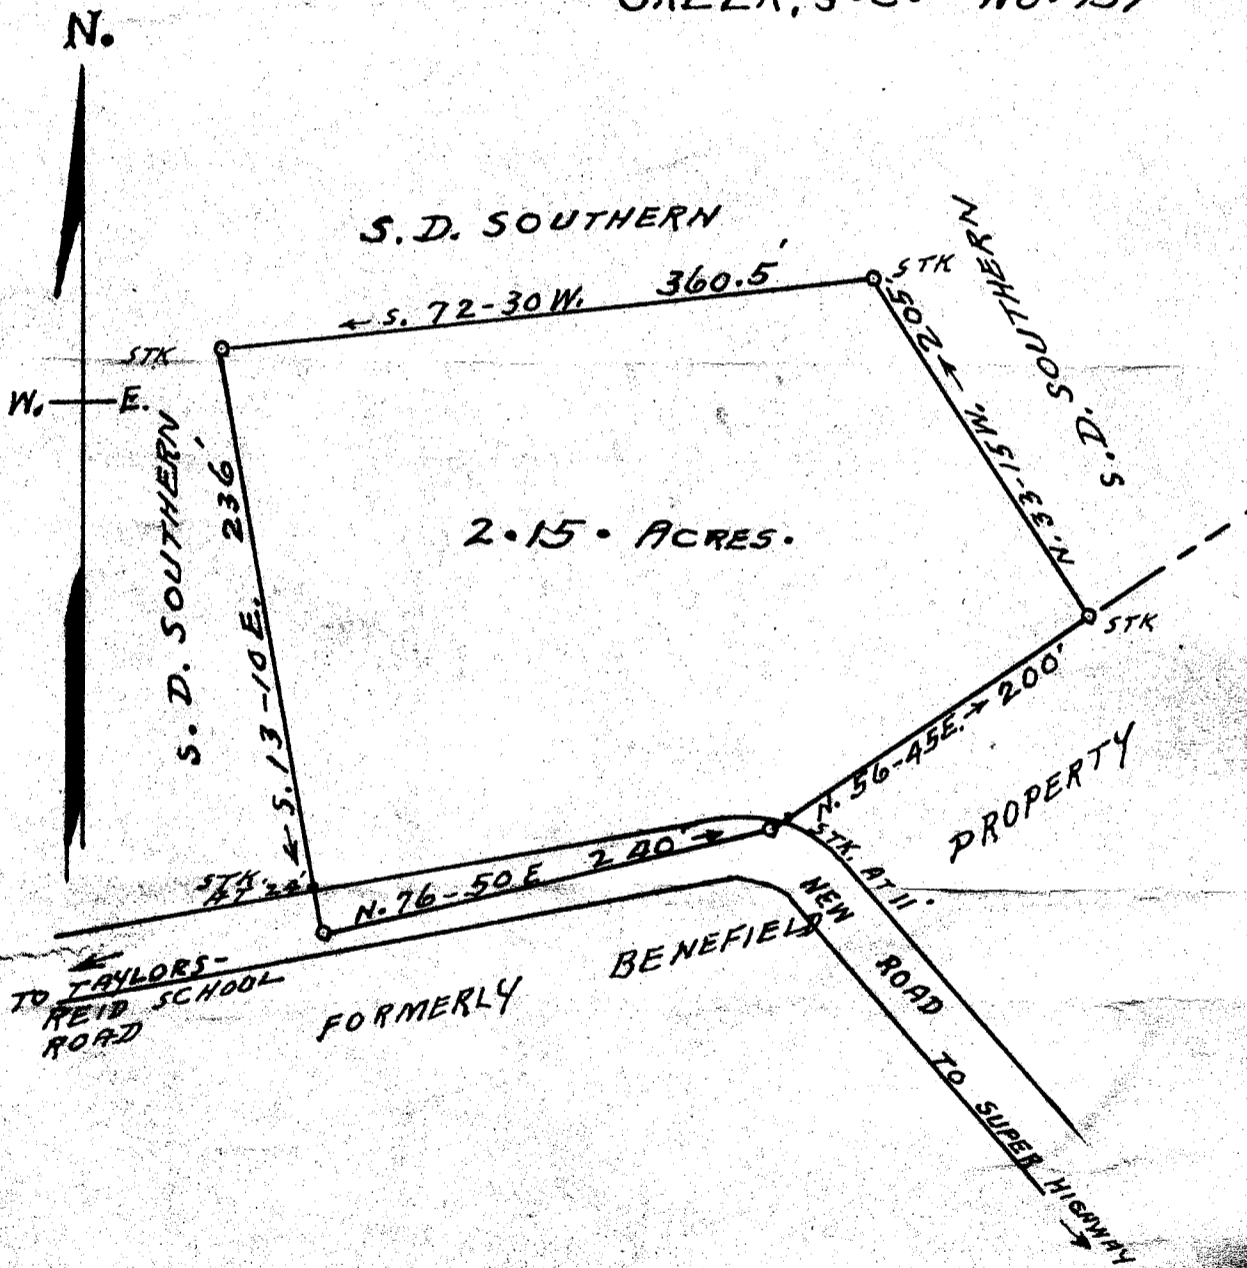 N.
S. D. SOUTHERN
← S. 72-30 W. 360.5'
STK
S. D. SOUTHERN
N. 33-15 W. → 205'
STK
W. E.
S. D. SOUTHERN
← S. 13-10 E. 236'
2.15. ACRES.
STK
N. 56-45 E. → 200'
PROPERTY
STK. AT 11'
STK.
N. 76-50 E 240' →
NEW ROAD TO SUPER HIGHWAY
BENEFIELD
FORMERLY
TO TAYLORS-
REID SCHOOL
ROAD